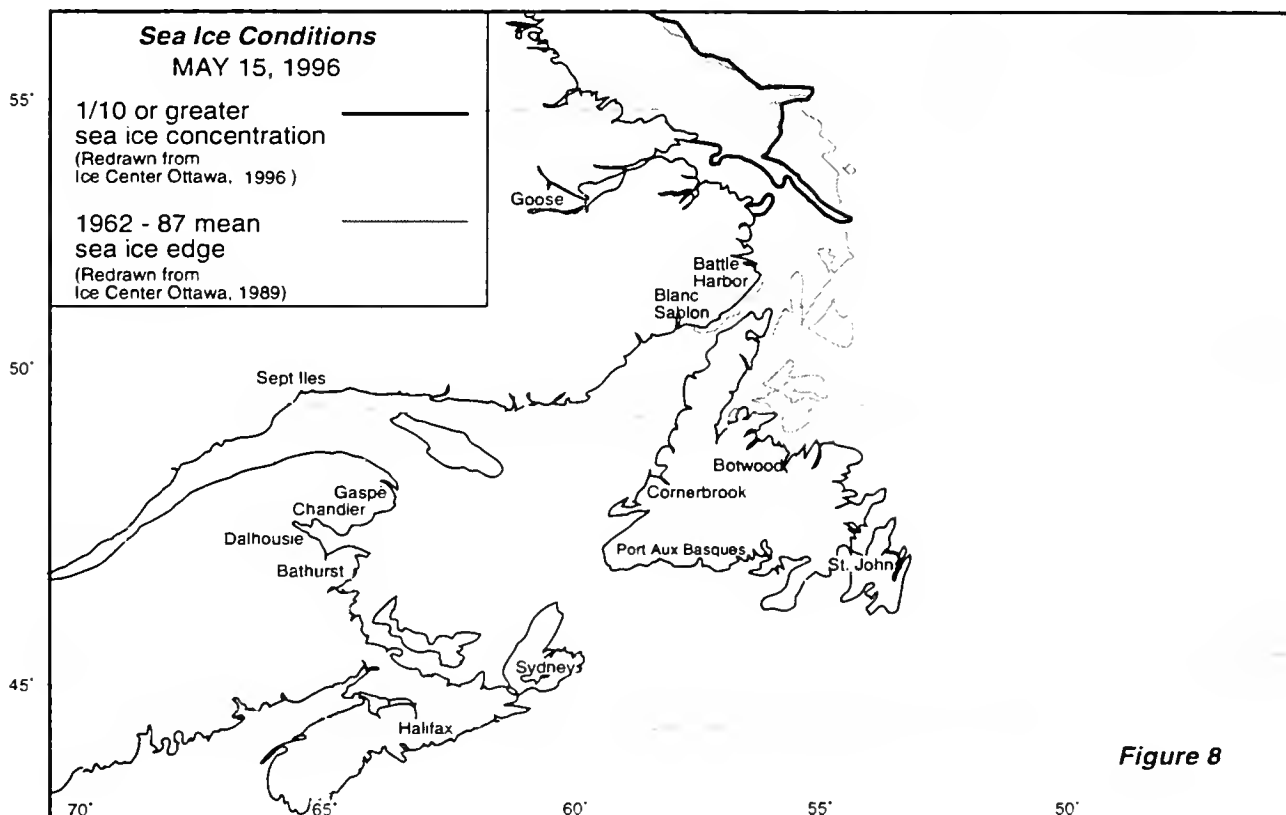 Sea Ice Conditions
MAY 15, 1996
1/10 or greater
sea ice concentration
(Redrawn from
Ice Center Ottawa, 1996 )
1962 - 87 mean
sea ice edge
(Redrawn from
Ice Center Ottawa, 1989)
55°
Goose
Battle
Harbor
Blanc
Sablon
50°
Sept Iles
Botwood
Gaspè
Cornerbrook
Chandier
Dalhousie
Port Aux Basques
St. John
Bathurst
Sydney
45°
Halifax
Figure 8
70°
65°
60°
55°
50°